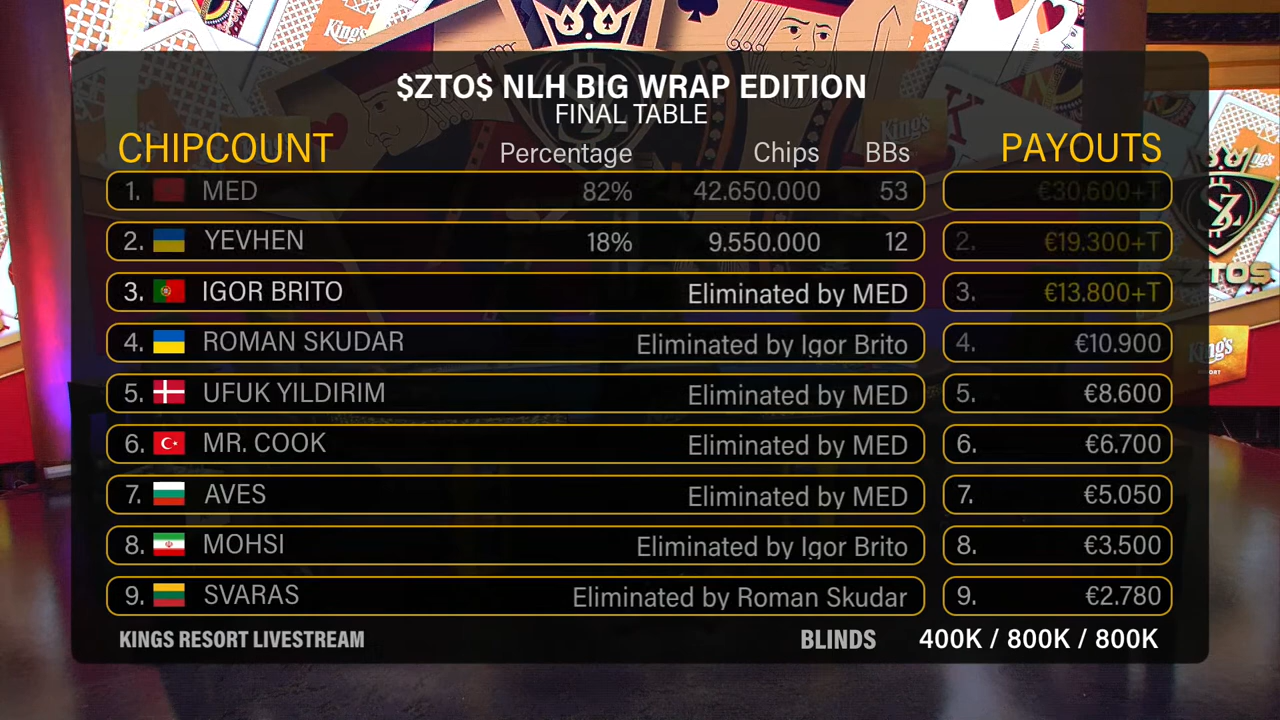 $ZTO$ NLH BIG WRAP EDITION
FINAL TABLE
CHIPCOUNT Percentage Chips BBs PAYOUTS
1. MED 82% 42.650.000 53 €30,600+T
2. YEVHEN 18% 9.550.000 12 2. €19.300+T
3. IGOR BRITO Eliminated by MED 3. €13.800+T
4. ROMAN SKUDAR Eliminated by Igor Brito 4. €10.900
5. UFUK YILDIRIM Eliminated by MED 5. €8.600
6. MR. COOK Eliminated by MED 6. €6.700
7. AVES Eliminated by MED 7. €5.050
8. MOHSI Eliminated by Igor Brito 8. €3.500
9. SVARAS Eliminated by Roman Skudar 9. €2.780
KINGS RESORT LIVESTREAM BLINDS 400K / 800K / 800K
King's
King's